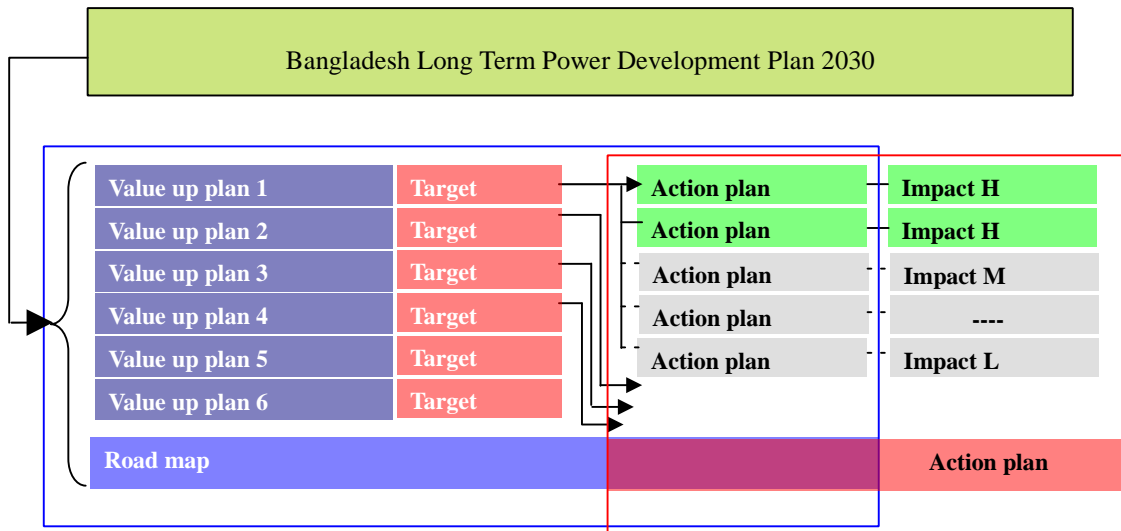 Bangladesh Long Term Power Development Plan 2030
Value up plan 1 Target Action plan Impact H
Value up plan 2 Target Action plan Impact H
Value up plan 3 Target Action plan Impact M
Value up plan 4 Target Action plan ----
Value up plan 5 Target Action plan Impact L
Value up plan 6 Target
Road map Action plan